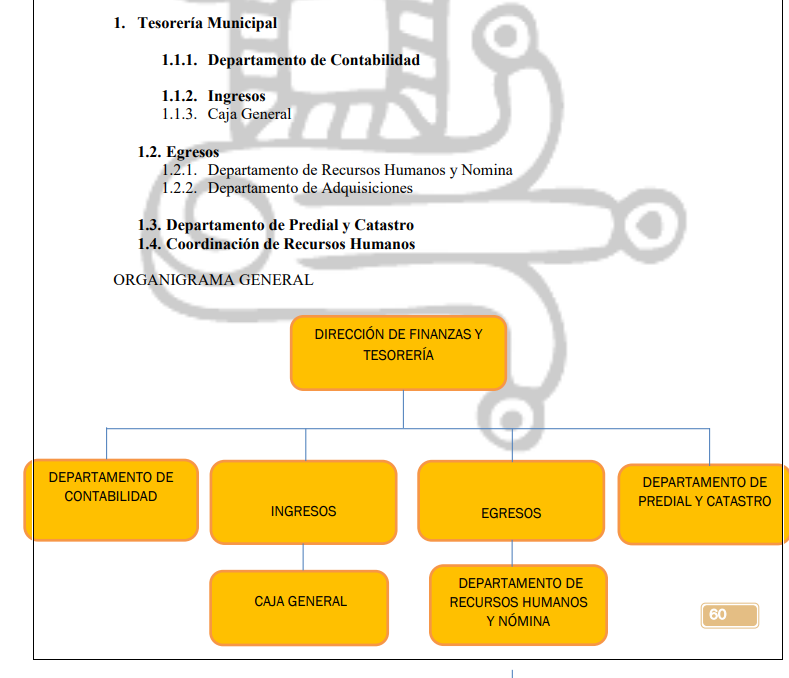 1. Tesorería Municipal
1.1.1. Departamento de Contabilidad
1.1.2. Ingresos
1.1.3. Caja General
1.2. Egresos
1.2.1. Departamento de Recursos Humanos y Nomina
1.2.2. Departamento de Adquisiciones
1.3. Departamento de Predial y Catastro
1.4. Coordinación de Recursos Humanos
ORGANIGRAMA GENERAL
DIRECCIÓN DE FINANZAS Y
TESORERÍA
DEPARTAMENTO DE
CONTABILIDAD
INGRESOS
EGRESOS
DEPARTAMENTO DE
PREDIAL Y CATASTRO
CAJA GENERAL
DEPARTAMENTO DE
RECURSOS HUMANOS
Y NÓMINA
60